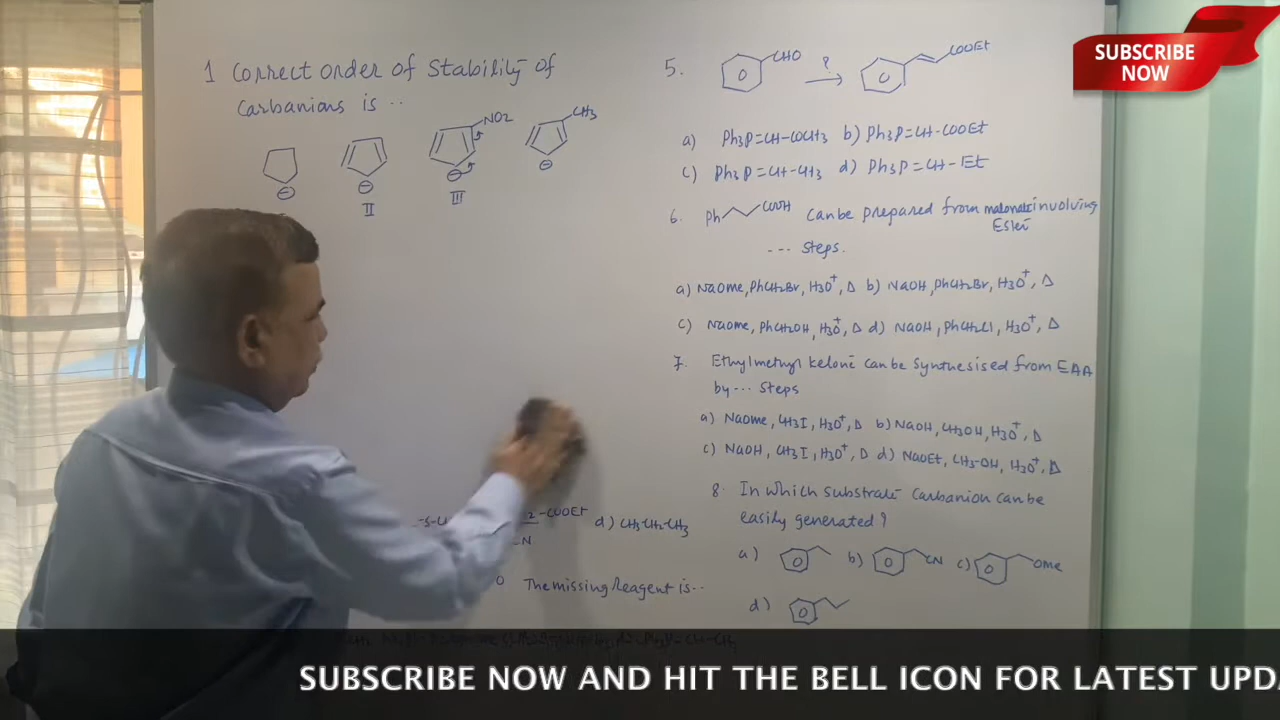 1 Correct order of Stability of
Carbanions is ..
NO2
CH3
⊖ ⊖ ⊖ ⊖
II III
d) CH3-CH2-CH3
-COOEt
The missing Reagent is..
5. CHO ? COOEt
a) Ph3P=CH-COCH3 b) Ph3P=CH-COOEt
c) Ph3P=CH-CH3 d) Ph3P=CH-Et
6. Ph COOH Can be prepared from malonate involving
Ester
--- Steps.
a) NaOme, PhCH2Br, H3O+, Δ b) NaOH, PhCH2Br, H3O+, Δ
c) NaOme, PhCH2OH, H3O+, Δ d) NaOH, PhCH2Cl, H3O+, Δ
7. Ethylmethyl ketone can be Synthesised from EAA
by --- Steps
a) NaOme, CH3I, H3O+, Δ b) NaOH, CH3OH, H3O+, Δ
c) NaOH, CH3I, H3O+, Δ d) NaOEt, CH3-OH, H3O+, Δ
8. In which substrate Carbanion can be
easily generated ?
a) b) CN c) OMe
d)
SUBSCRIBE
NOW
SUBSCRIBE NOW AND HIT THE BELL ICON FOR LATEST UPD